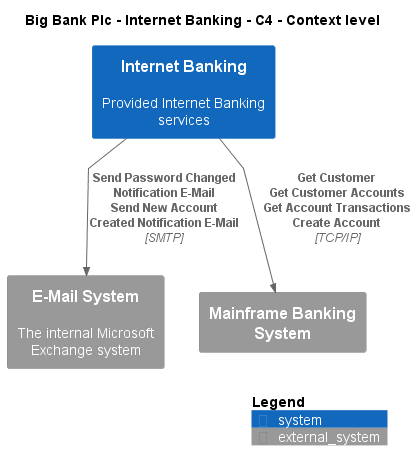 Big Bank Plc - Internet Banking - C4 - Context level
Internet Banking
Provided Internet Banking
services
Send Password Changed
Notification E-Mail
Send New Account
Created Notification E-Mail
[SMTP]
Get Customer
Get Customer Accounts
Get Account Transactions
Create Account
[TCP/IP]
E-Mail System
The internal Microsoft
Exchange system
Mainframe Banking
System
Legend
system
external_system